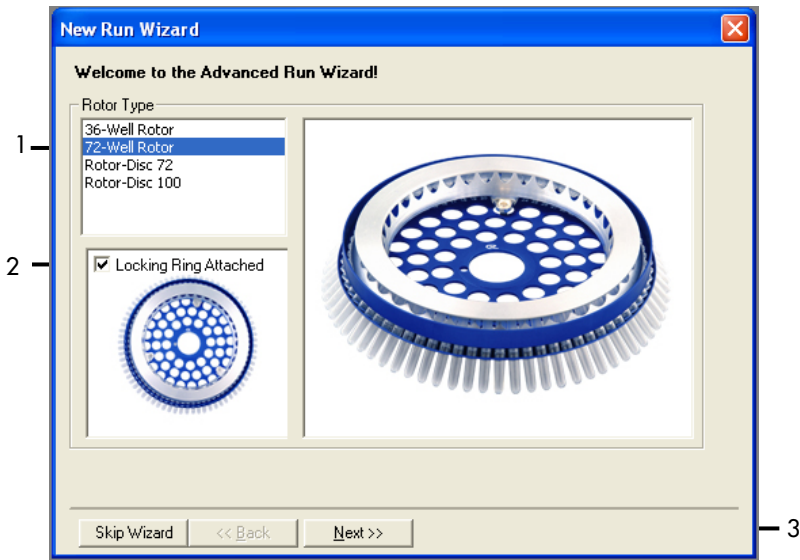 New Run Wizard
Welcome to the Advanced Run Wizard!
Rotor Type
1
36-Well Rotor
72-Well Rotor
Rotor-Disc 72
Rotor-Disc 100
2
Locking Ring Attached
Skip Wizard
<< Back
Next >>
3